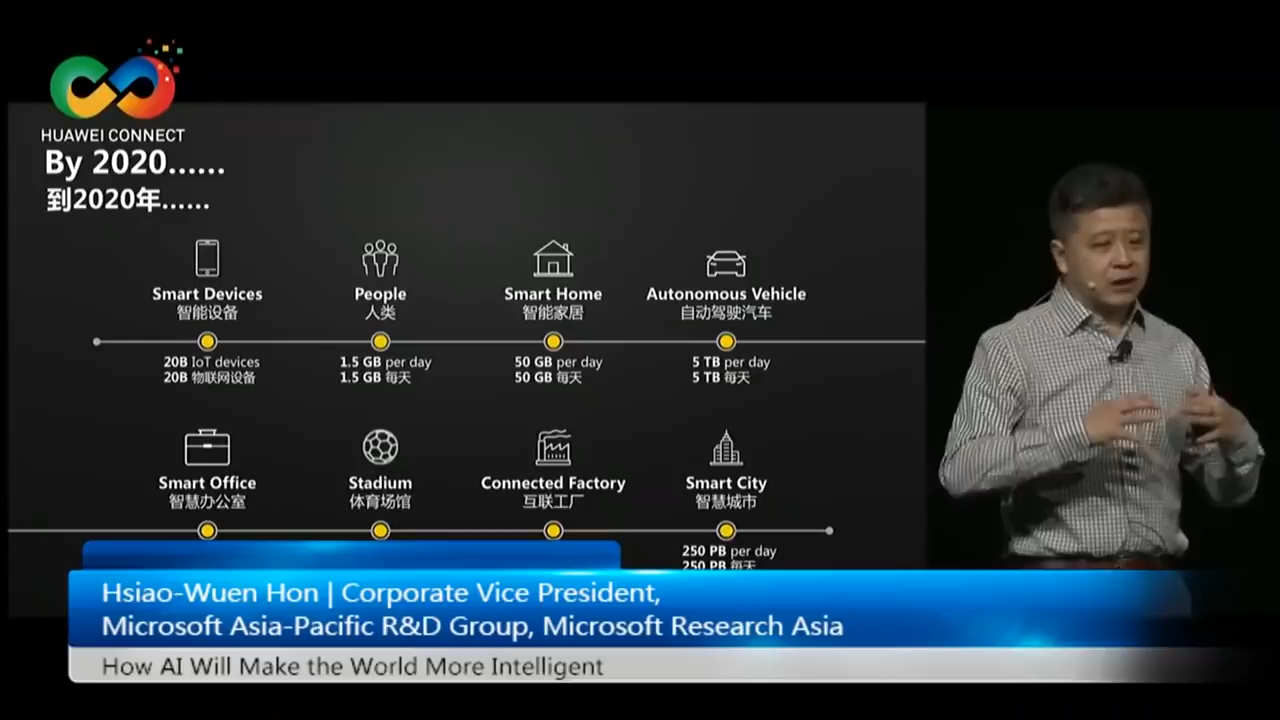 HUAWEI CONNECT
By 2020......
到2020年......
Smart Devices
智能设备
20B IoT devices
20B 物联网设备
People
人类
1.5 GB per day
1.5 GB 每天
Smart Home
智能家居
50 GB per day
50 GB 每天
Autonomous Vehicle
自动驾驶汽车
5 TB per day
5 TB 每天
Smart Office
智慧办公室
Stadium
体育场馆
Connected Factory
互联工厂
Smart City
智慧城市
250 PB per day
250 PB 每天
Hsiao-Wuen Hon | Corporate Vice President,
Microsoft Asia-Pacific R&D Group, Microsoft Research Asia
How AI Will Make the World More Intelligent